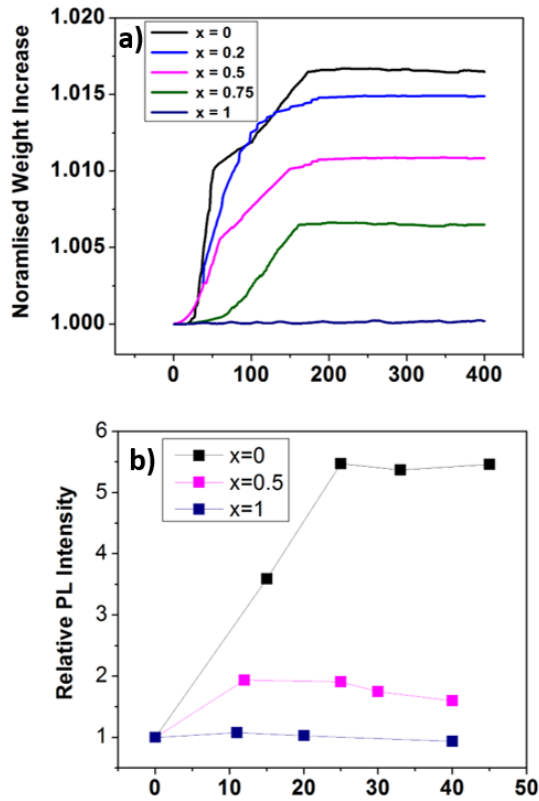 a)
x = 0
x = 0.2
x = 0.5
x = 0.75
x = 1
Noramlised Weight Increase
1.020
1.015
1.010
1.005
1.000
0 100 200 300 400
b)
x=0
x=0.5
x=1
Relative PL Intensity
6
5
4
3
2
1
0 10 20 30 40 50